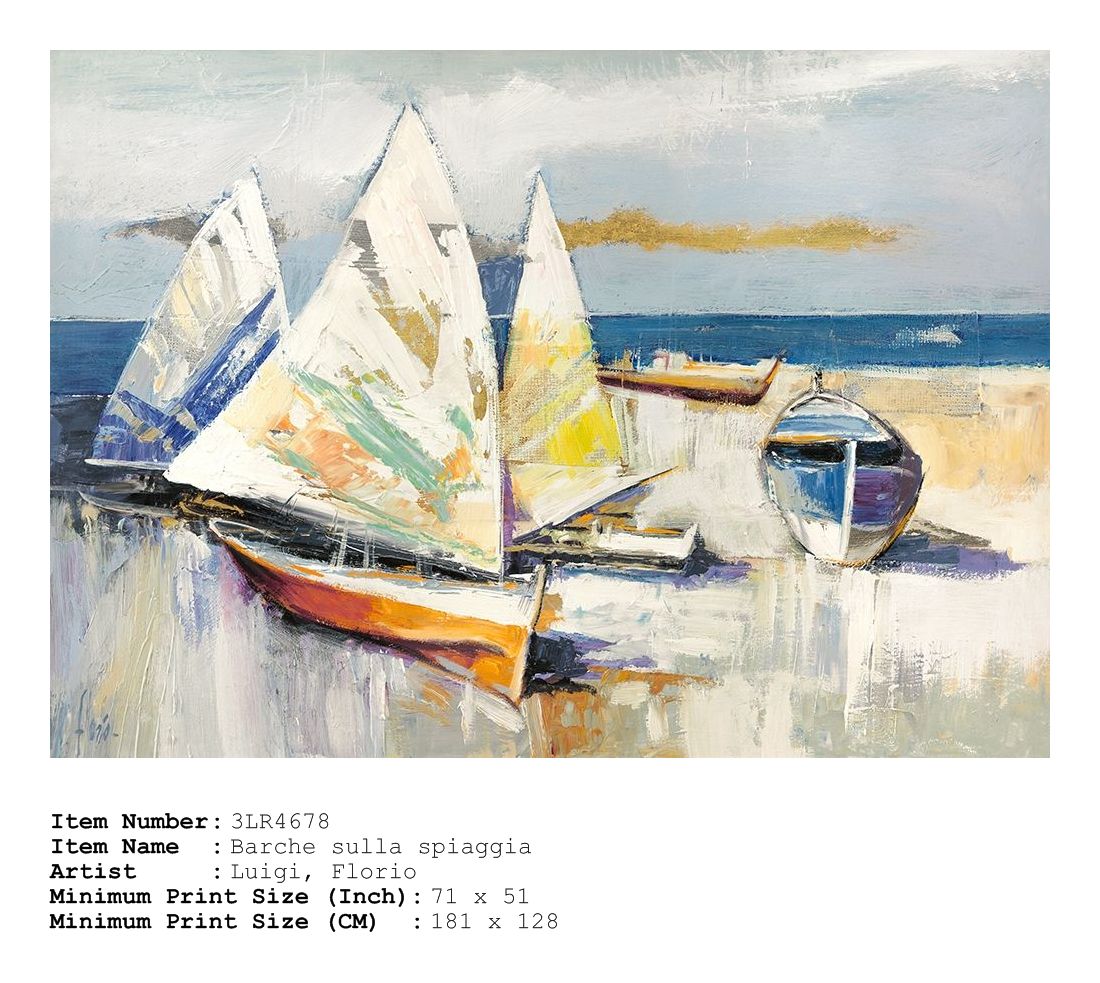 Item Number: 3LR4678
Item Name  : Barche sulla spiaggia
Artist     : Luigi, Florio
Minimum Print Size (Inch): 71 x 51
Minimum Print Size (CM)  : 181 x 128